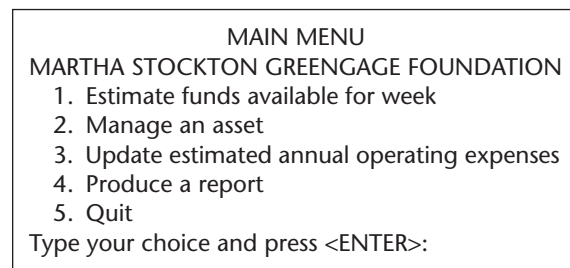 MAIN MENU
MARTHA STOCKTON GREENGAGE FOUNDATION
1. Estimate funds available for week
2. Manage an asset
3. Update estimated annual operating expenses
4. Produce a report
5. Quit
Type your choice and press <ENTER>: